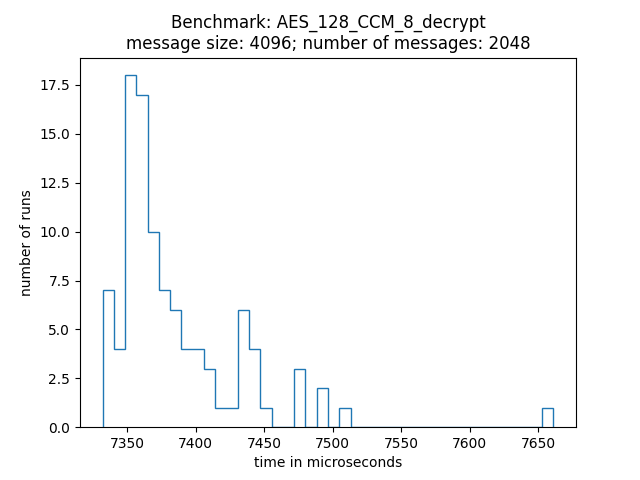 Benchmark: AES_128_CCM_8_decrypt
message size: 4096; number of messages: 2048
17.5
15.0
12.5
10.0
7.5
5.0
2.5
0.0
number of runs
7350 7400 7450 7500 7550 7600 7650
time in microseconds